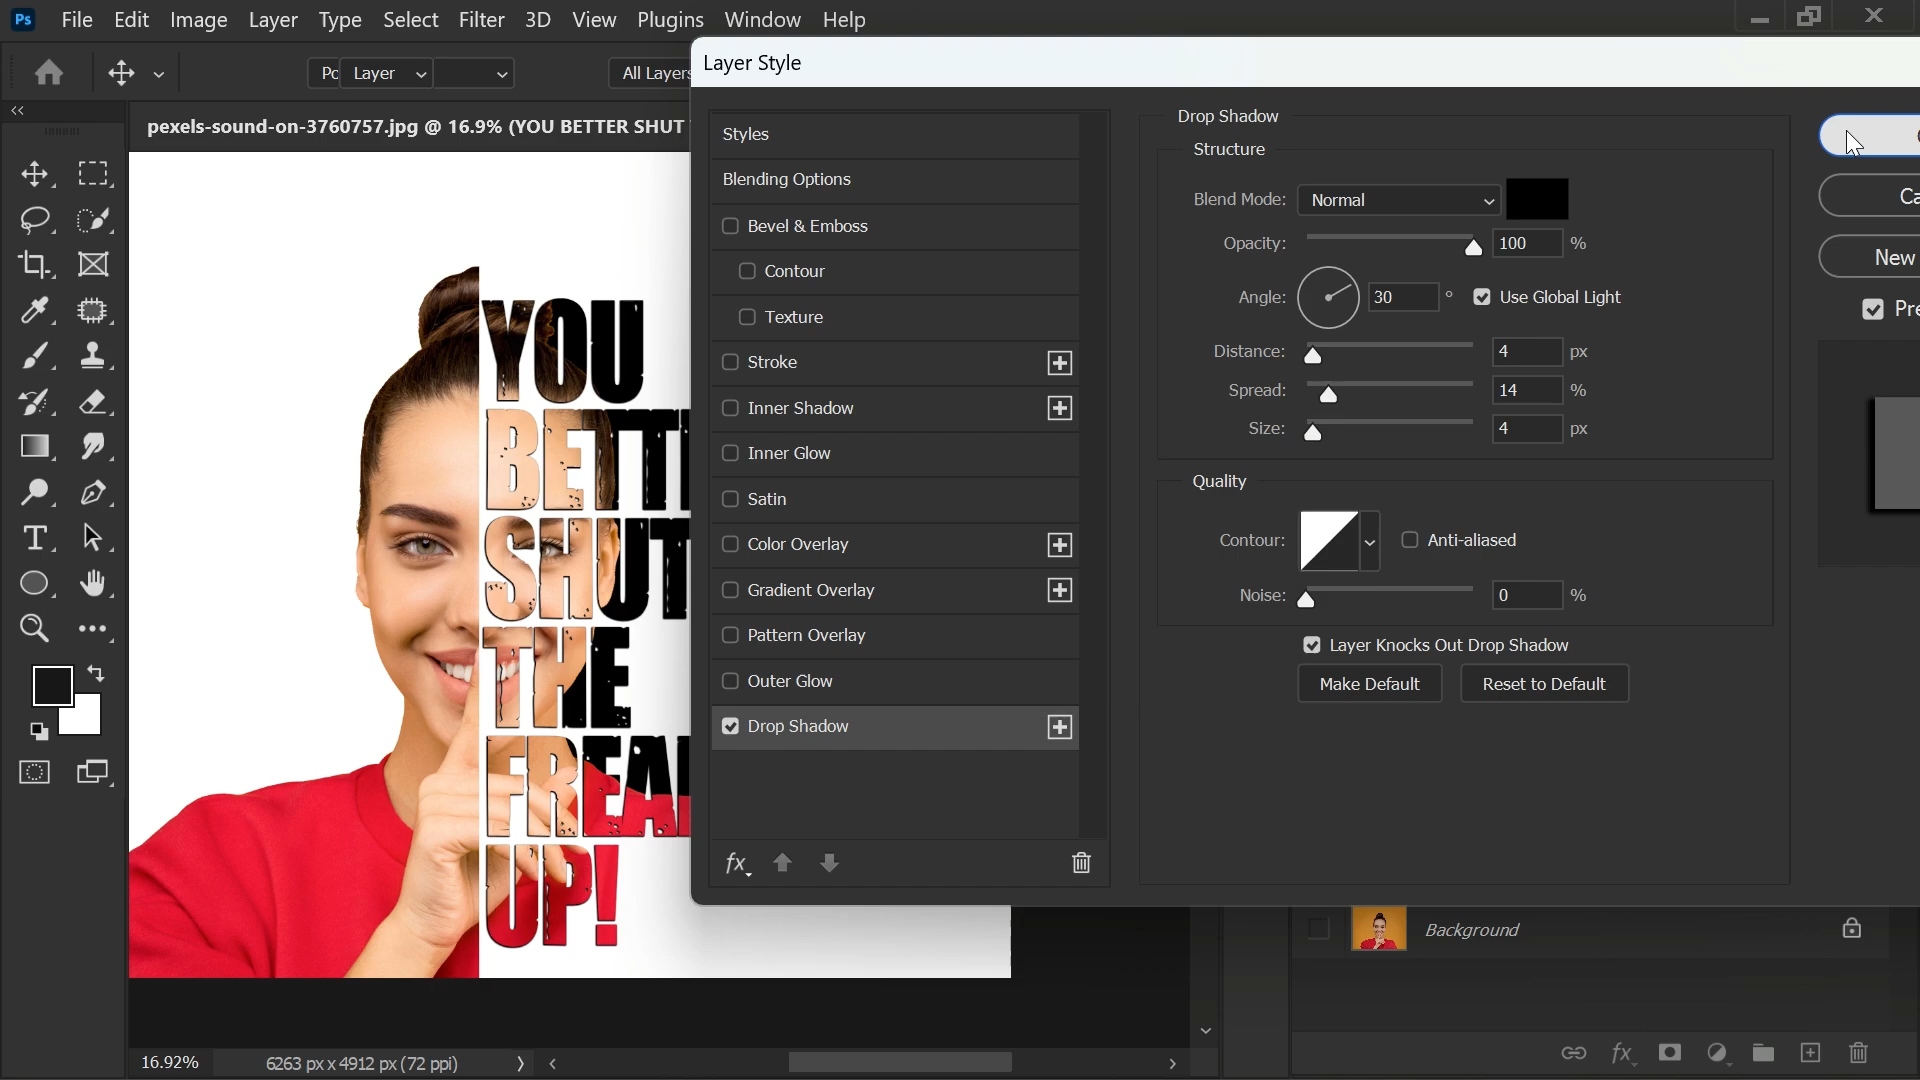 Ps File Edit Image Layer Type Select Filter 3D View Plugins Window Help
Layer
All Layers
pexels-sound-on-3760757.jpg @ 16.9% (YOU BETTER SHUT
YOU
SHUT
THE
UP!
Layer Style
Styles
Blending Options
Bevel & Emboss
Contour
Texture
Stroke
Inner Shadow
Inner Glow
Satin
Color Overlay
Gradient Overlay
Pattern Overlay
Outer Glow
Drop Shadow
fx
Drop Shadow
Structure
Blend Mode: Normal
Opacity: 100 %
Angle: 30 ° Use Global Light
Distance: 4 px
Spread: 14 %
Size: 4 px
Quality
Contour: Anti-aliased
Noise: 0 %
Layer Knocks Out Drop Shadow
Make Default Reset to Default
New
Background
16.92% 6263 px x 4912 px (72 ppi)
fx